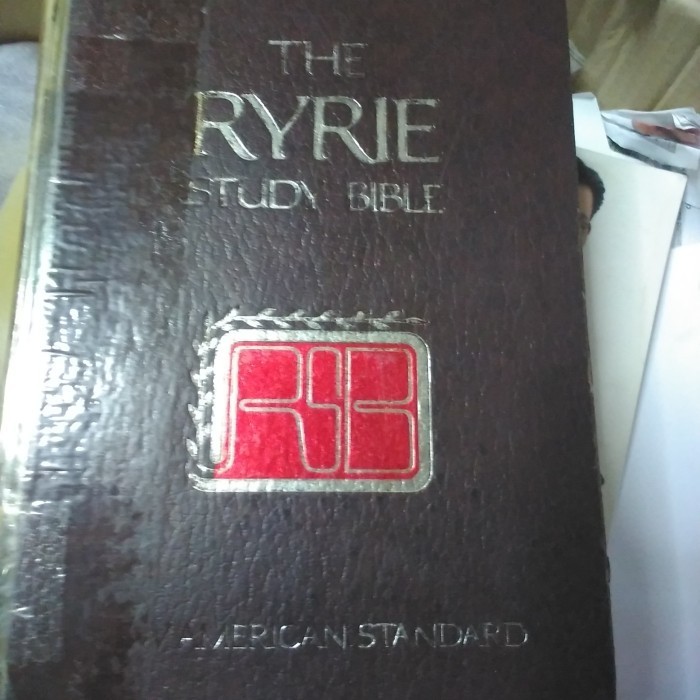 THE
RYRIE
STUDY BIBLE
RSB
AMERICAN STANDARD